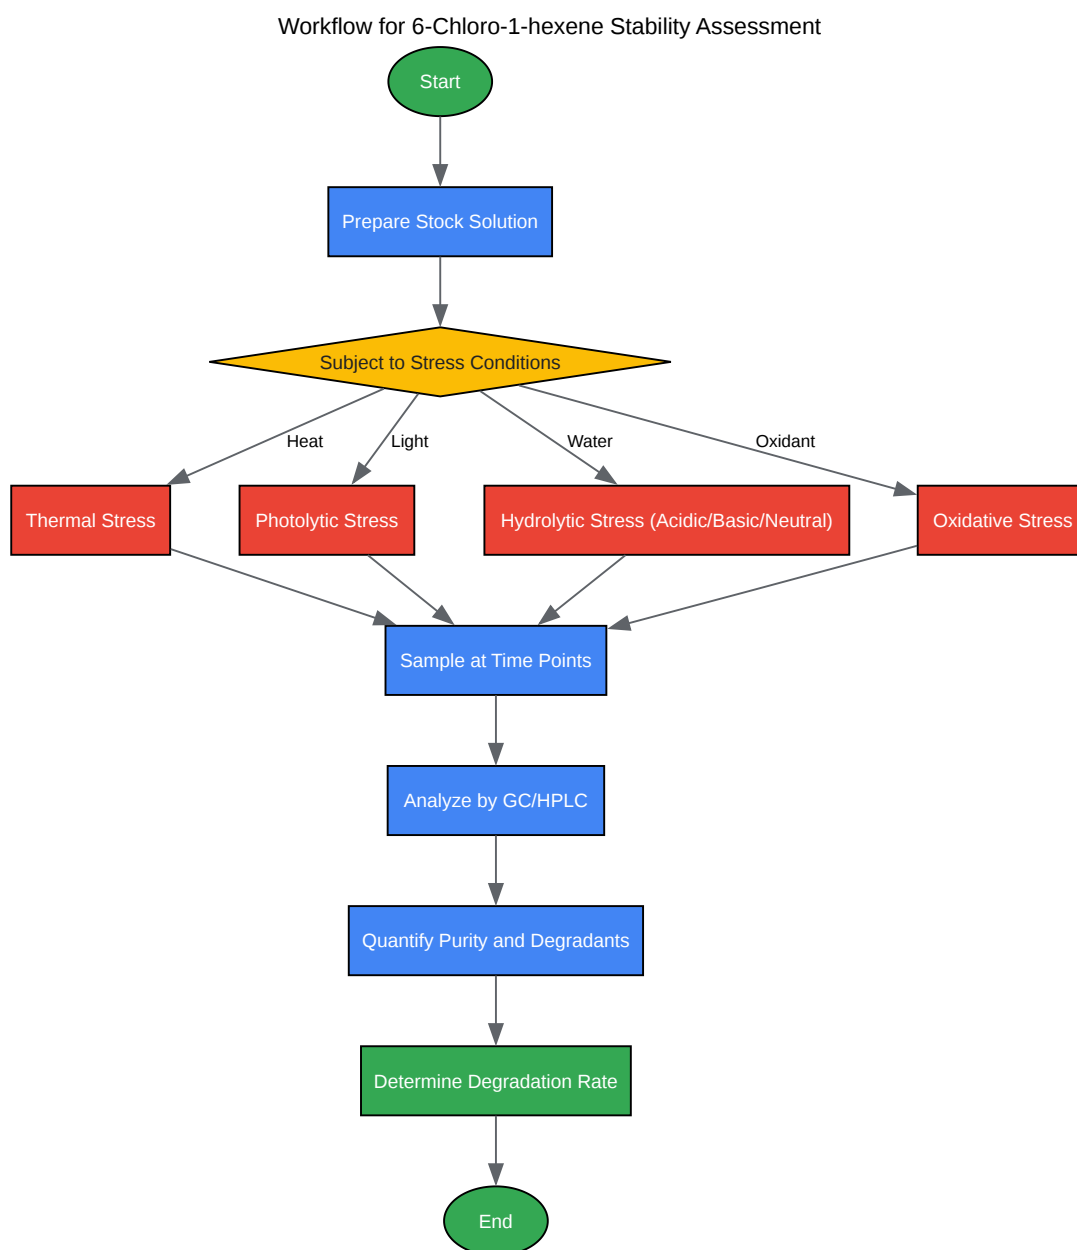 Workflow for 6-Chloro-1-hexene Stability Assessment
Start
Prepare Stock Solution
Subject to Stress Conditions
Heat
Light
Water
Oxidant
Thermal Stress
Photolytic Stress
Hydrolytic Stress (Acidic/Basic/Neutral)
Oxidative Stress
Sample at Time Points
Analyze by GC/HPLC
Quantify Purity and Degradants
Determine Degradation Rate
End